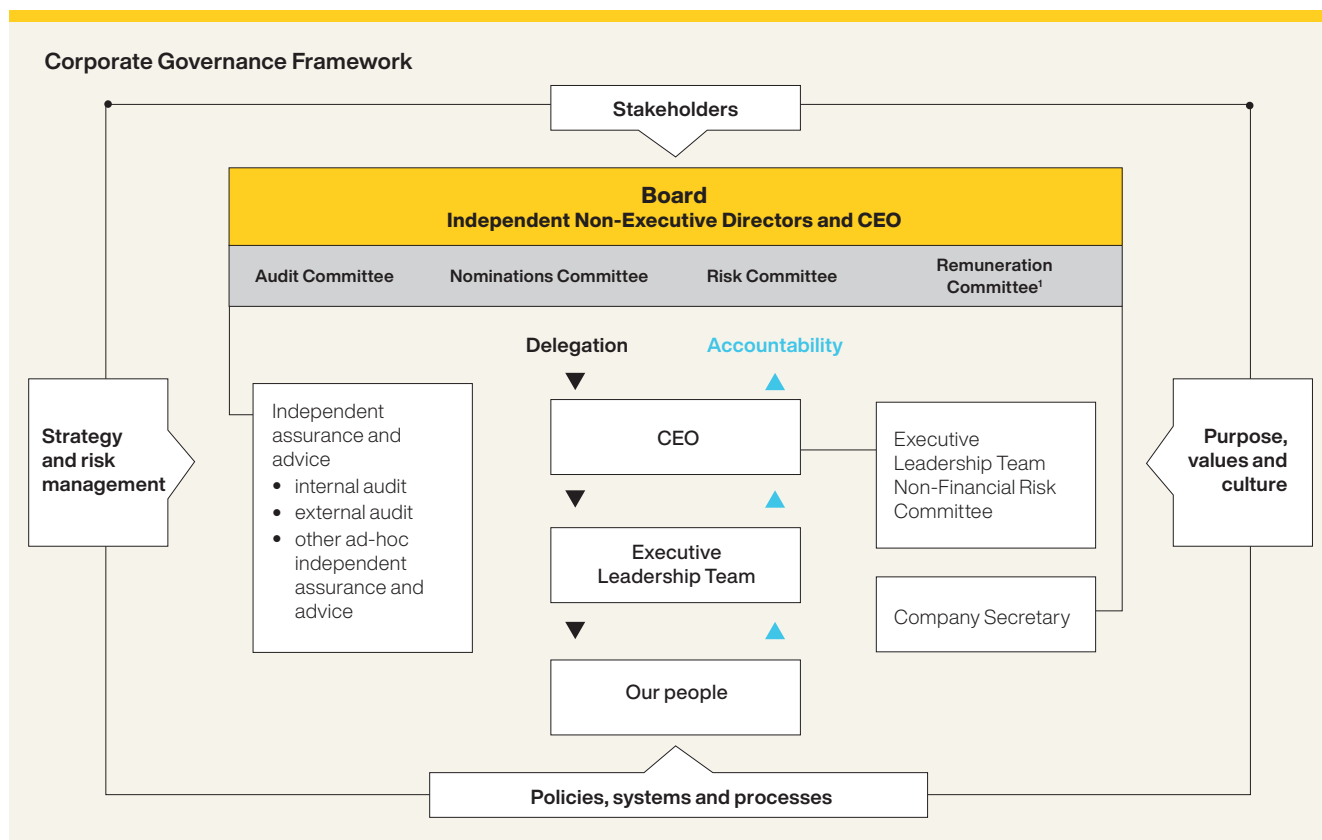 Corporate Governance Framework
Stakeholders
Board
Independent Non-Executive Directors and CEO
Audit Committee
Nominations Committee
Risk Committee
Remuneration
Committee¹
Delegation
Accountability
Strategy
and risk
management
Independent
assurance and
advice
• internal audit
• external audit
• other ad-hoc
independent
assurance and
advice
CEO
Executive
Leadership Team
Our people
Executive
Leadership Team
Non-Financial Risk
Committee
Company Secretary
Purpose,
values and
culture
Policies, systems and processes